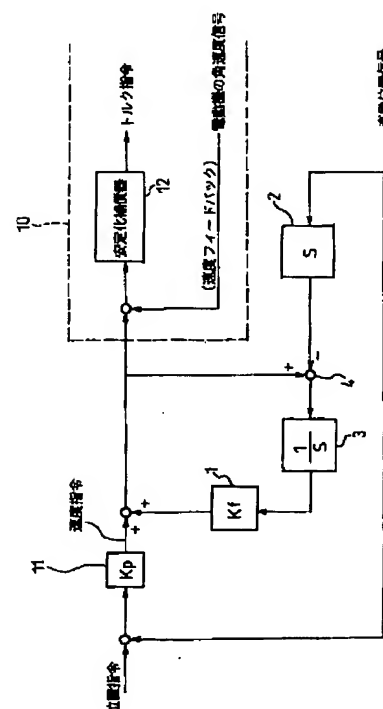 位置指令
11
Kp
速度指令
10
安定化補償器
12
トルク指令
電動機の角速度信号
(速度フィードバック)
+
+
1
Kf
3
1
S
+
-
4
2
S